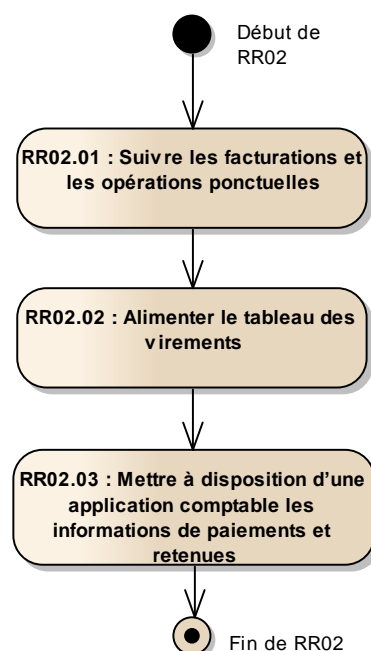 Début de
RR02
RR02.01 : Suivre les facturations et
les opérations ponctuelles
RR02.02 : Alimenter le tableau des
virements
RR02.03 : Mettre à disposition d’une
application comptable les
informations de paiements et
retenues
Fin de RR02